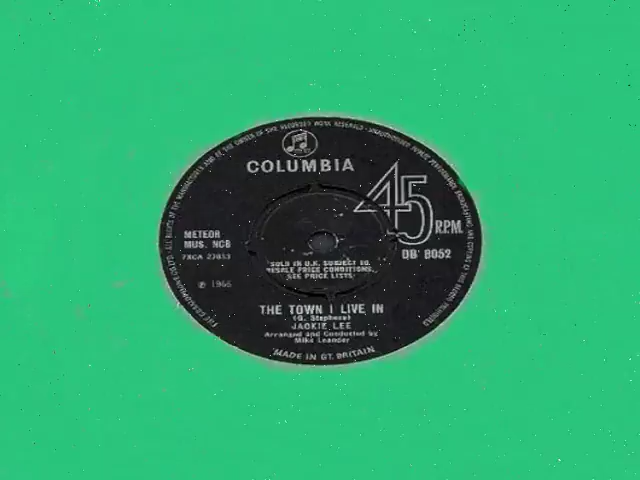 COLUMBIA
45
R.P.M.
METEOR
MUS. NCB
DB 8052
7XCA 27033
SOLD IN U.K. SUBJECT TO
RESALE PRICE CONDITIONS,
SEE PRICE LISTS
℗ 1966
THE TOWN I LIVE IN
(G. Stephens)
JACKIE LEE
Arranged and Conducted by
Mike Leander
MADE IN GT. BRITAIN